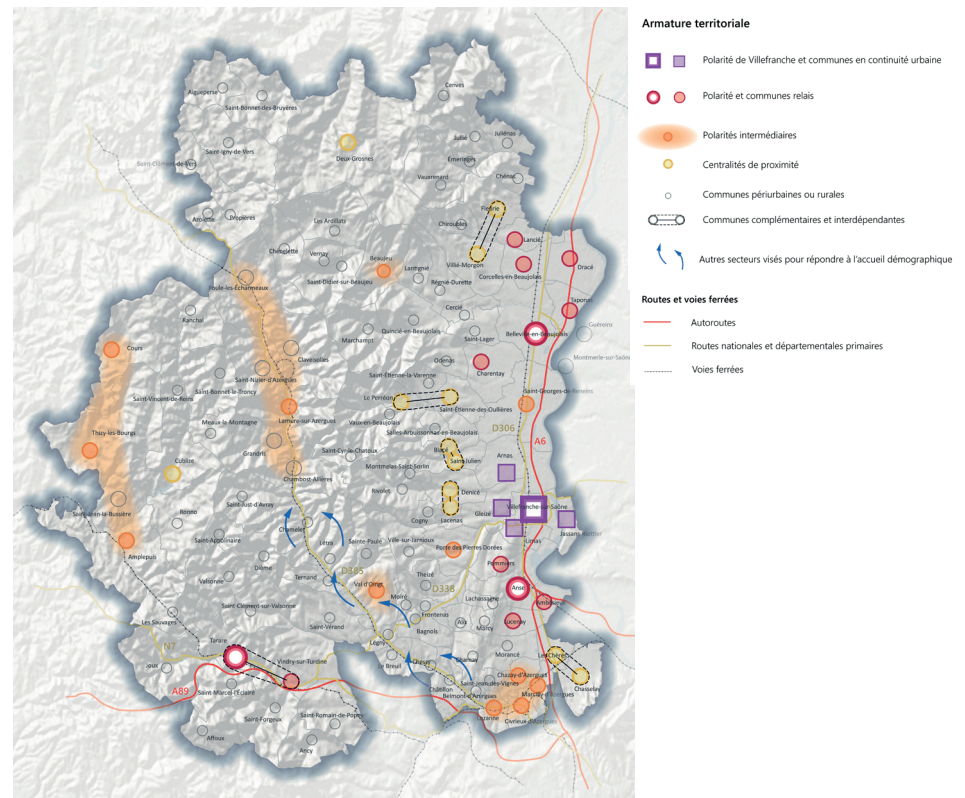 Armature territoriale
Polarité de Villefranche et communes en continuité urbaine
Polarité et communes relais
Polarités intermédiaires
Centralités de proximité
Communes périurbaines ou rurales
Communes complémentaires et interdépendantes
Autres secteurs visés pour répondre à l'accueil démographique
Routes et voies ferrées
Autoroutes
Routes nationales et départementales primaires
Voies ferrées
Aigueperse
Saint-Bonnet-des-Bruyères
Cenves
Saint-Igny-de-Vers
Saint-Clément-de-Vers
Deux-Grosnes
Jullié
Juliénas
Emeringes
Vauxrenard
Chénas
Azolette
Propières
Les Ardillats
Chiroubles
Fleurie
Lancié
Chénelette
Vernay
Beaujeu
Lantignié
Villié-Morgon
Corcelles-en-Beaujolais
Dracé
Saint-Didier-sur-Beaujeu
Régnié-Durette
Poule-les-Écharmeaux
Ranchal
Cercié
Taponas
Quincié-en-Beaujolais
Marchampt
Saint-Lager
Belleville-en-Beaujolais
Guéreins
Montmerle-sur-Saône
Cours
Claveisolles
Odenas
Charentay
Saint-Nizier-d'Azergues
Saint-Étienne-la-Varenne
Saint-Bonnet-le-Troncy
Saint-Vincent-de-Reins
Le Perréon
Saint-Étienne-des-Oullières
Saint-Georges-de-Reneins
Lamure-sur-Azergues
Meaux-la-Montagne
Vaux-en-Beaujolais
Salles-Arbuissonnas-en-Beaujolais
D306
A6
Thizy-les-Bourgs
Grandris
Saint-Cyr-le-Chatoux
Blacé
Saint-Julien
Arnas
Cublize
Chambost-Allières
Montmelas-Saint-Sorlin
Rivolet
Denicé
Saint-Jean-la-Bussière
Saint-Just-d'Avray
Ronno
Cogny
Lacenas
Gleizé
Villefranche-sur-Saône
Chamelet
Jassans-Riottier
Limas
Saint-Appolinaire
Létra
Sainte-Paule
Ville-sur-Jarnioux
Porte des Pierres Dorées
Amplepuis
Dième
D385
Pommiers
Valsonne
Ternand
Val d'Oingt
Theizé
D338
Anse
Saint-Clément-sur-Valsonne
Moiré
Lachassagne
Ambérieux
Les Sauvages
Saint-Vérand
Frontenas
Bagnols
Alix
Marcy
Lucenay
N7
Tarare
Légny
Morancé
Les Chères
Joux
Vindry-sur-Turdine
Le Breuil
Chessy
Charnay
Saint-Jean-des-Vignes
Chazay-d'Azergues
Chasselay
A89
Saint-Marcel-l'Éclairé
Châtillon
Belmont-d'Azergues
Marcilly-d'Azergues
Saint-Forgeux
Saint-Romain-de-Popey
Lozanne
Civrieux-d'Azergues
Affoux
Ancy